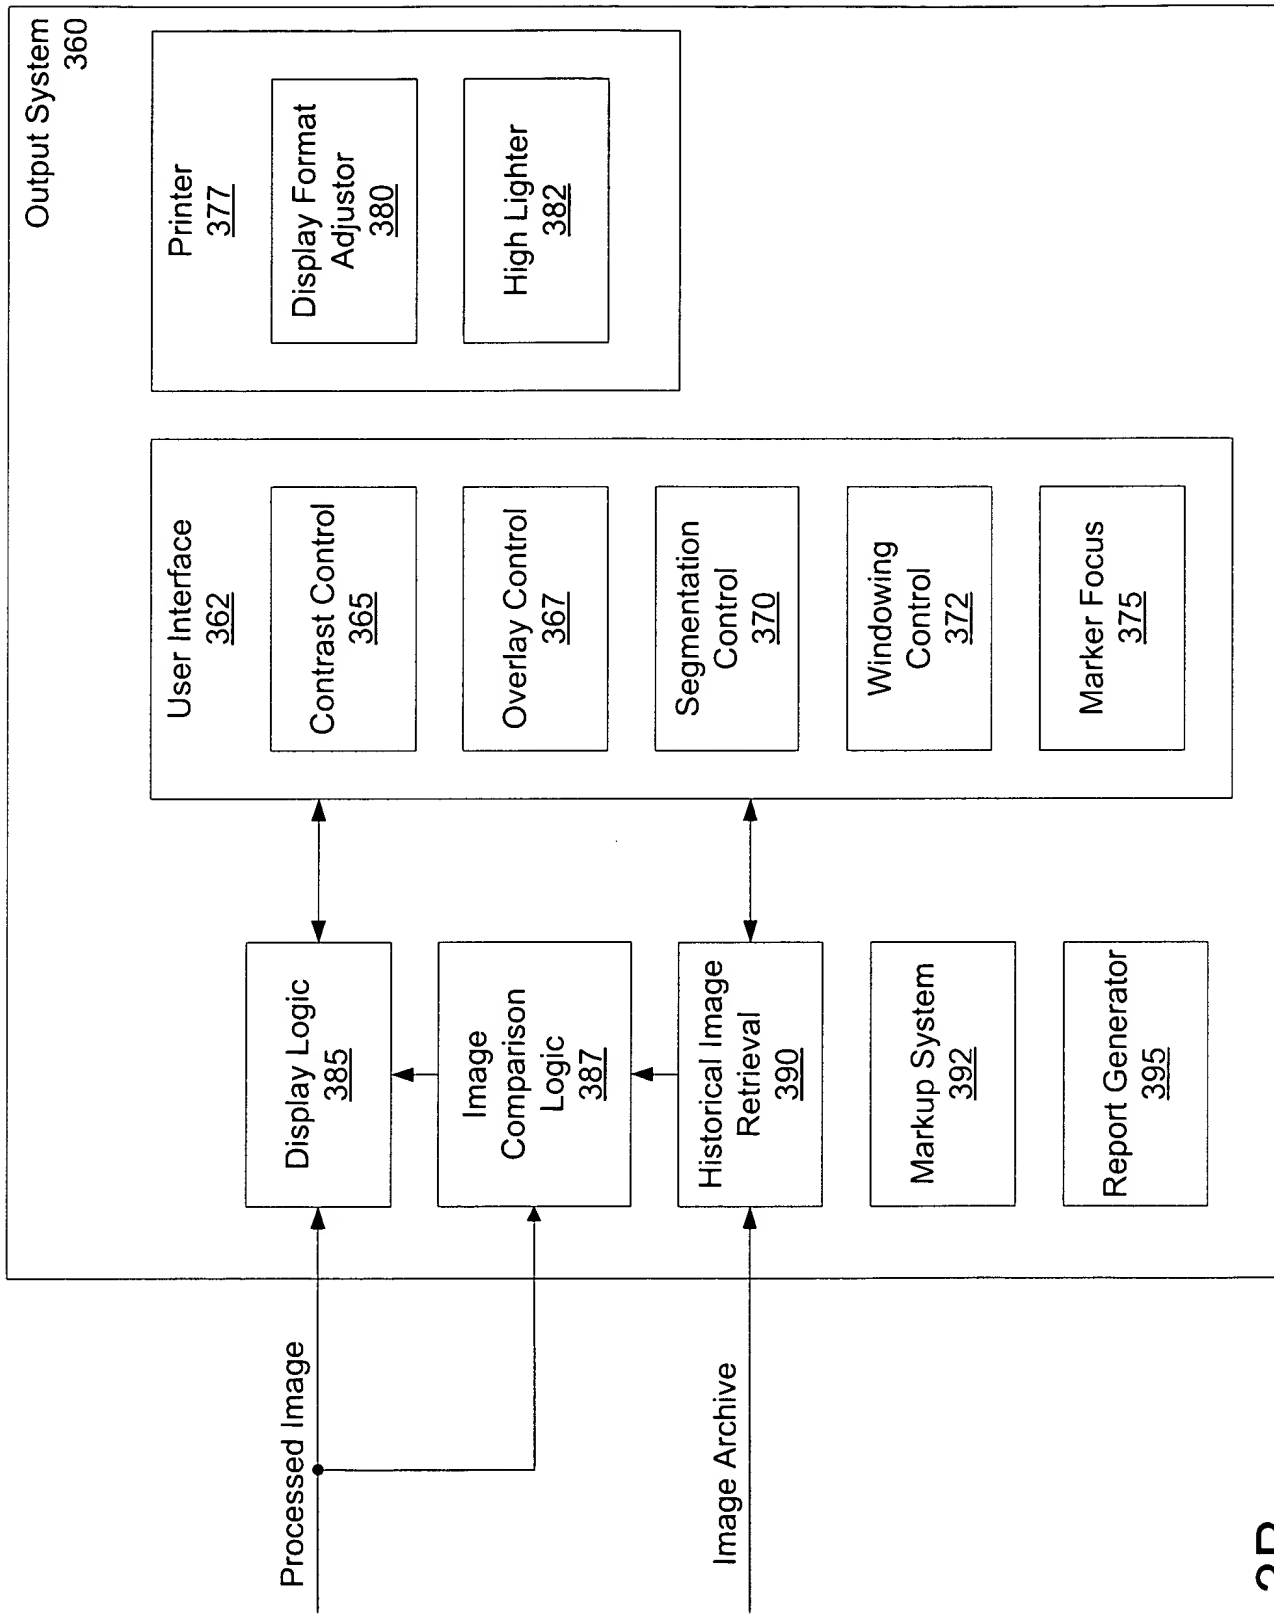 Output System
360
Processed Image
Image Archive
Display Logic
385
Image
Comparison
Logic
387
Historical Image
Retrieval
390
Markup System
392
Report Generator
395
User Interface
362
Contrast Control
365
Overlay Control
367
Segmentation
Control
370
Windowing
Control
372
Marker Focus
375
Printer
377
Display Format
Adjustor
380
High Lighter
382